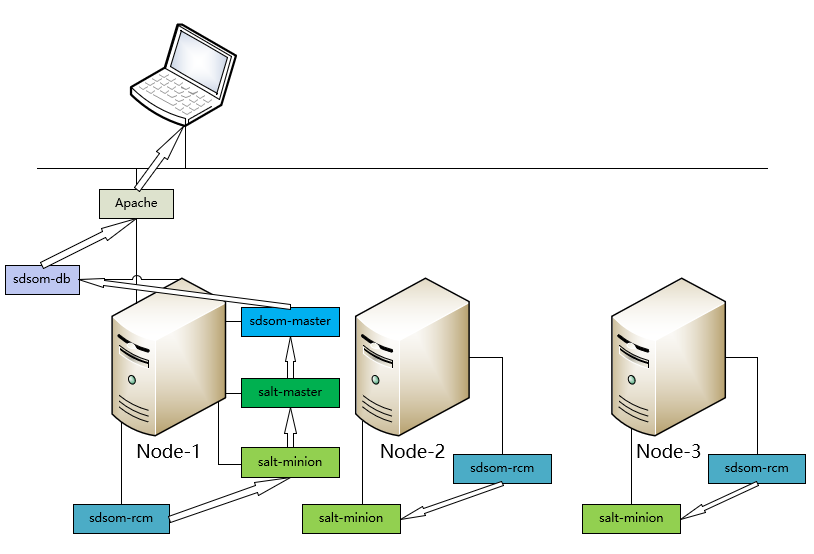 Apache
sdsom-db
sdsom-master
salt-master
Node-1
Node-2
Node-3
salt-minion
sdsom-rcm
sdsom-rcm
sdsom-rcm
salt-minion
salt-minion